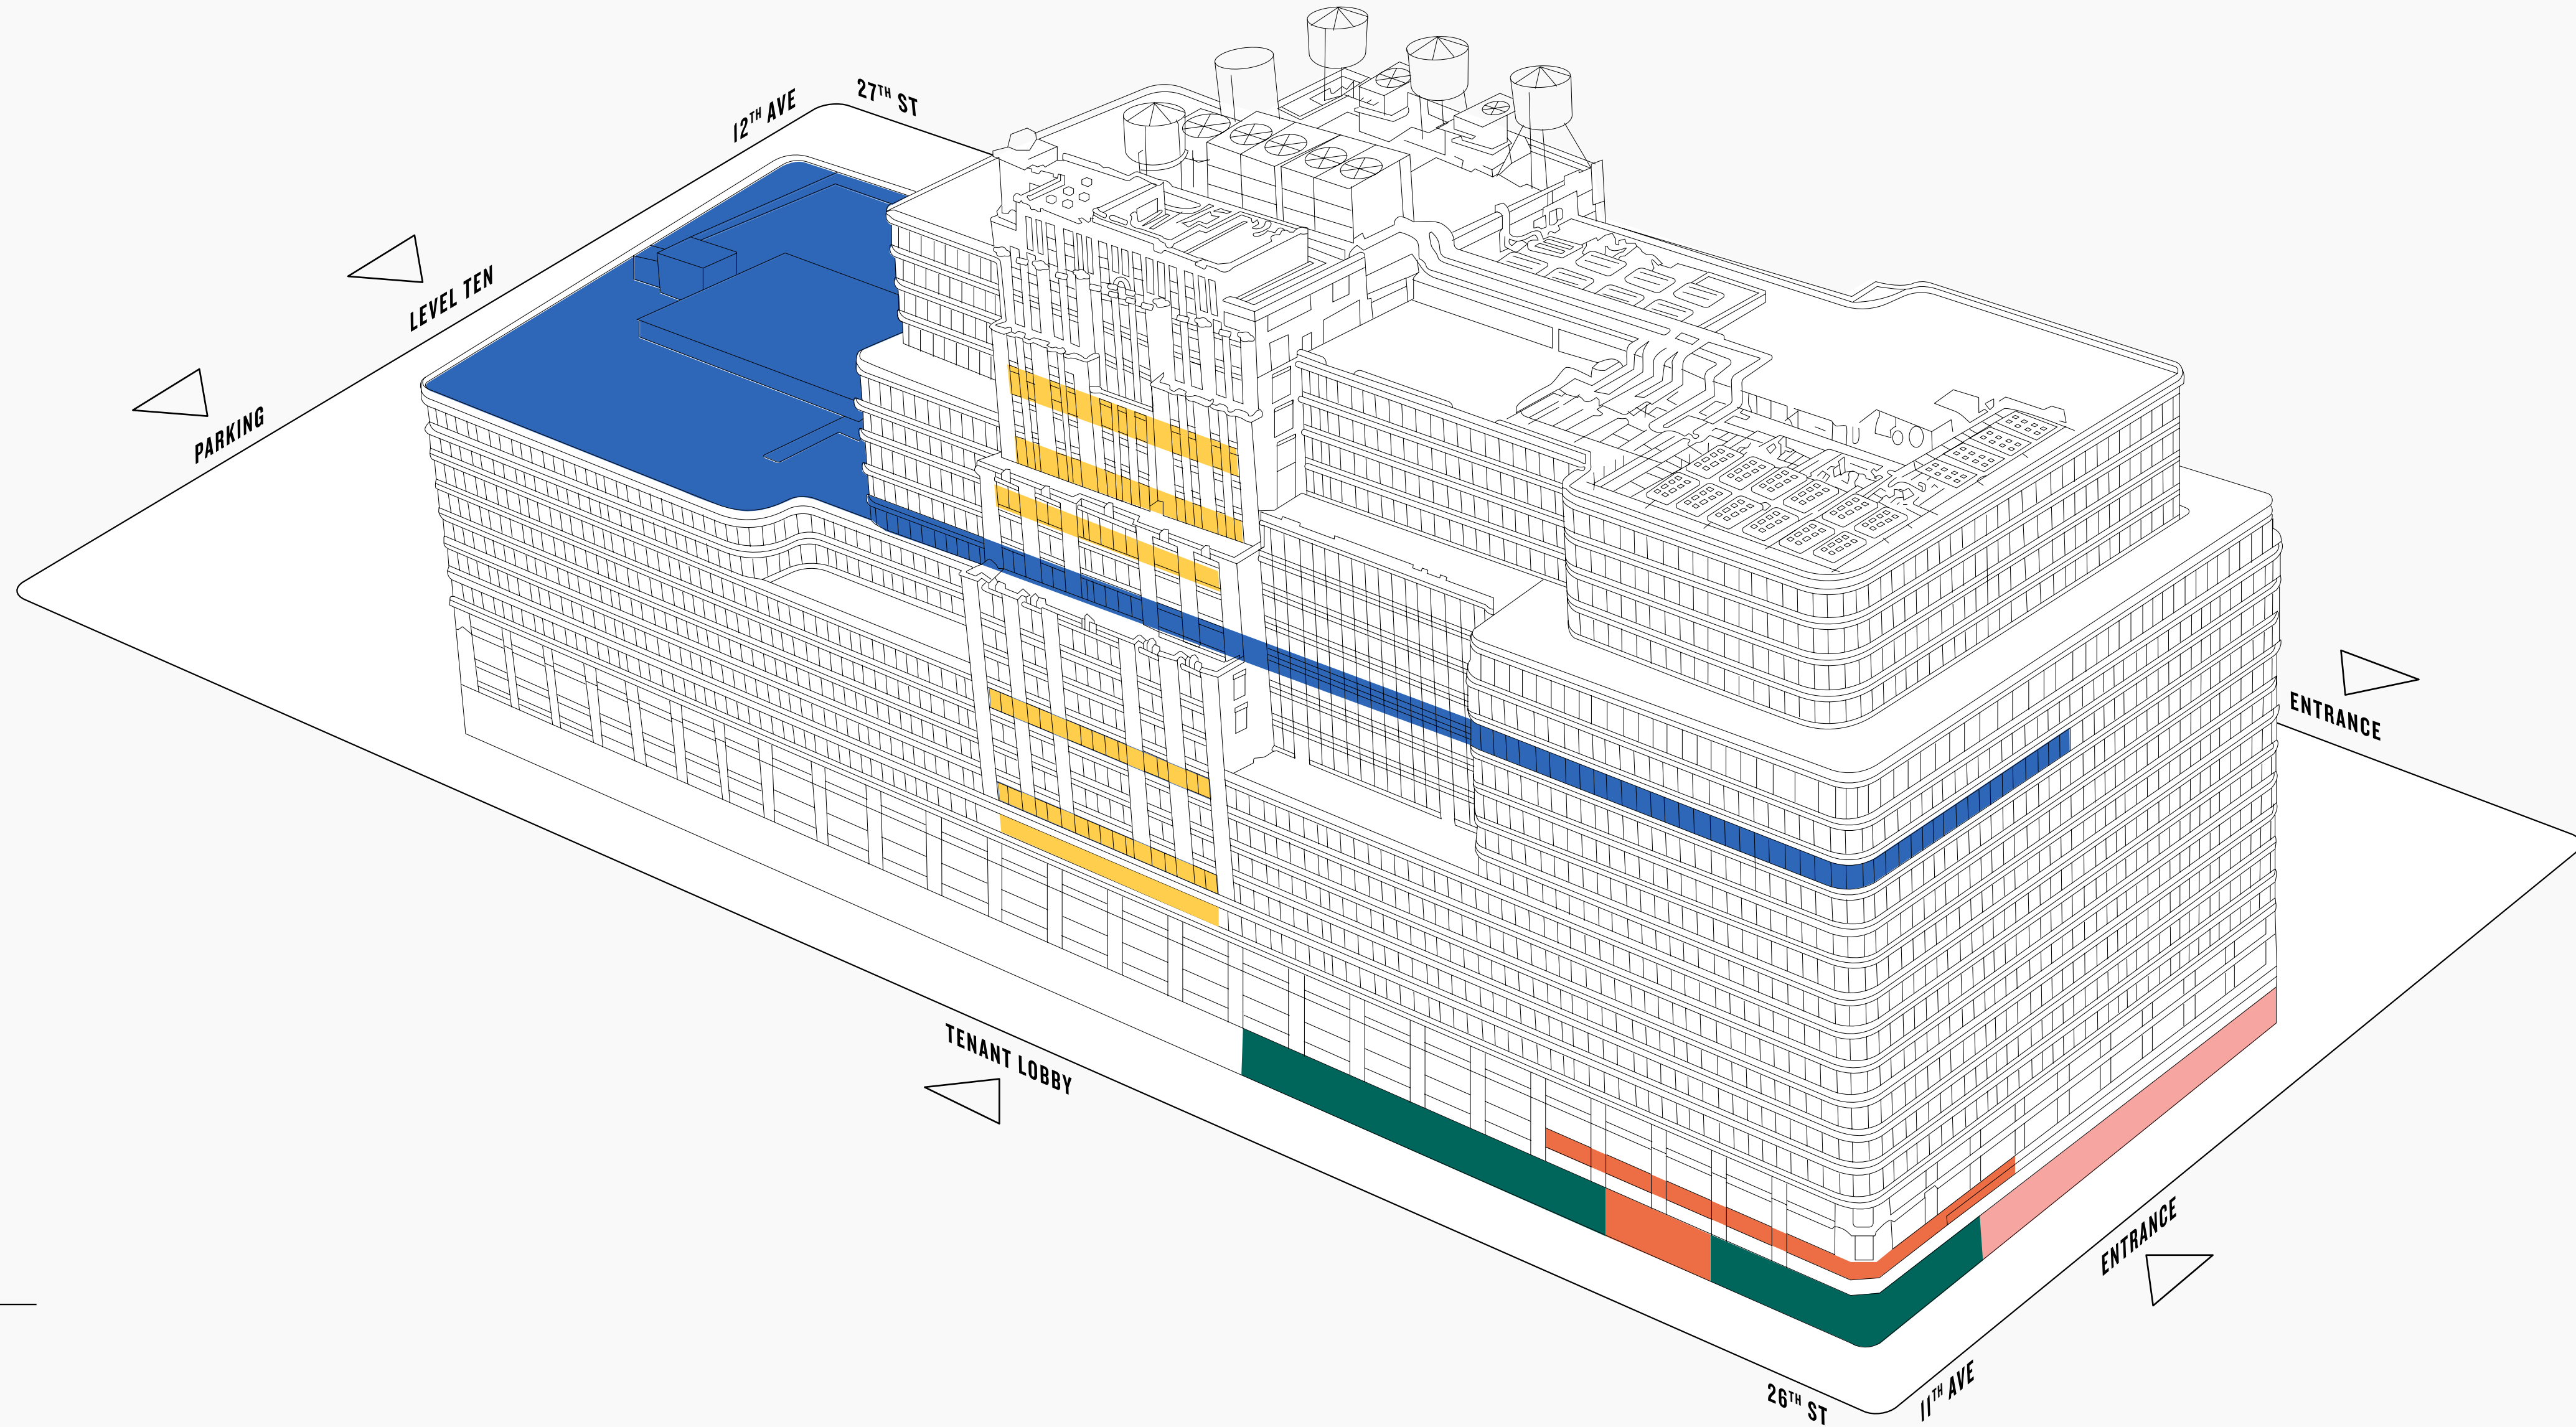 27TH ST
12TH AVE
LEVEL TEN
PARKING
ENTRANCE
TENANT LOBBY
ENTRANCE
26TH ST
11TH AVE